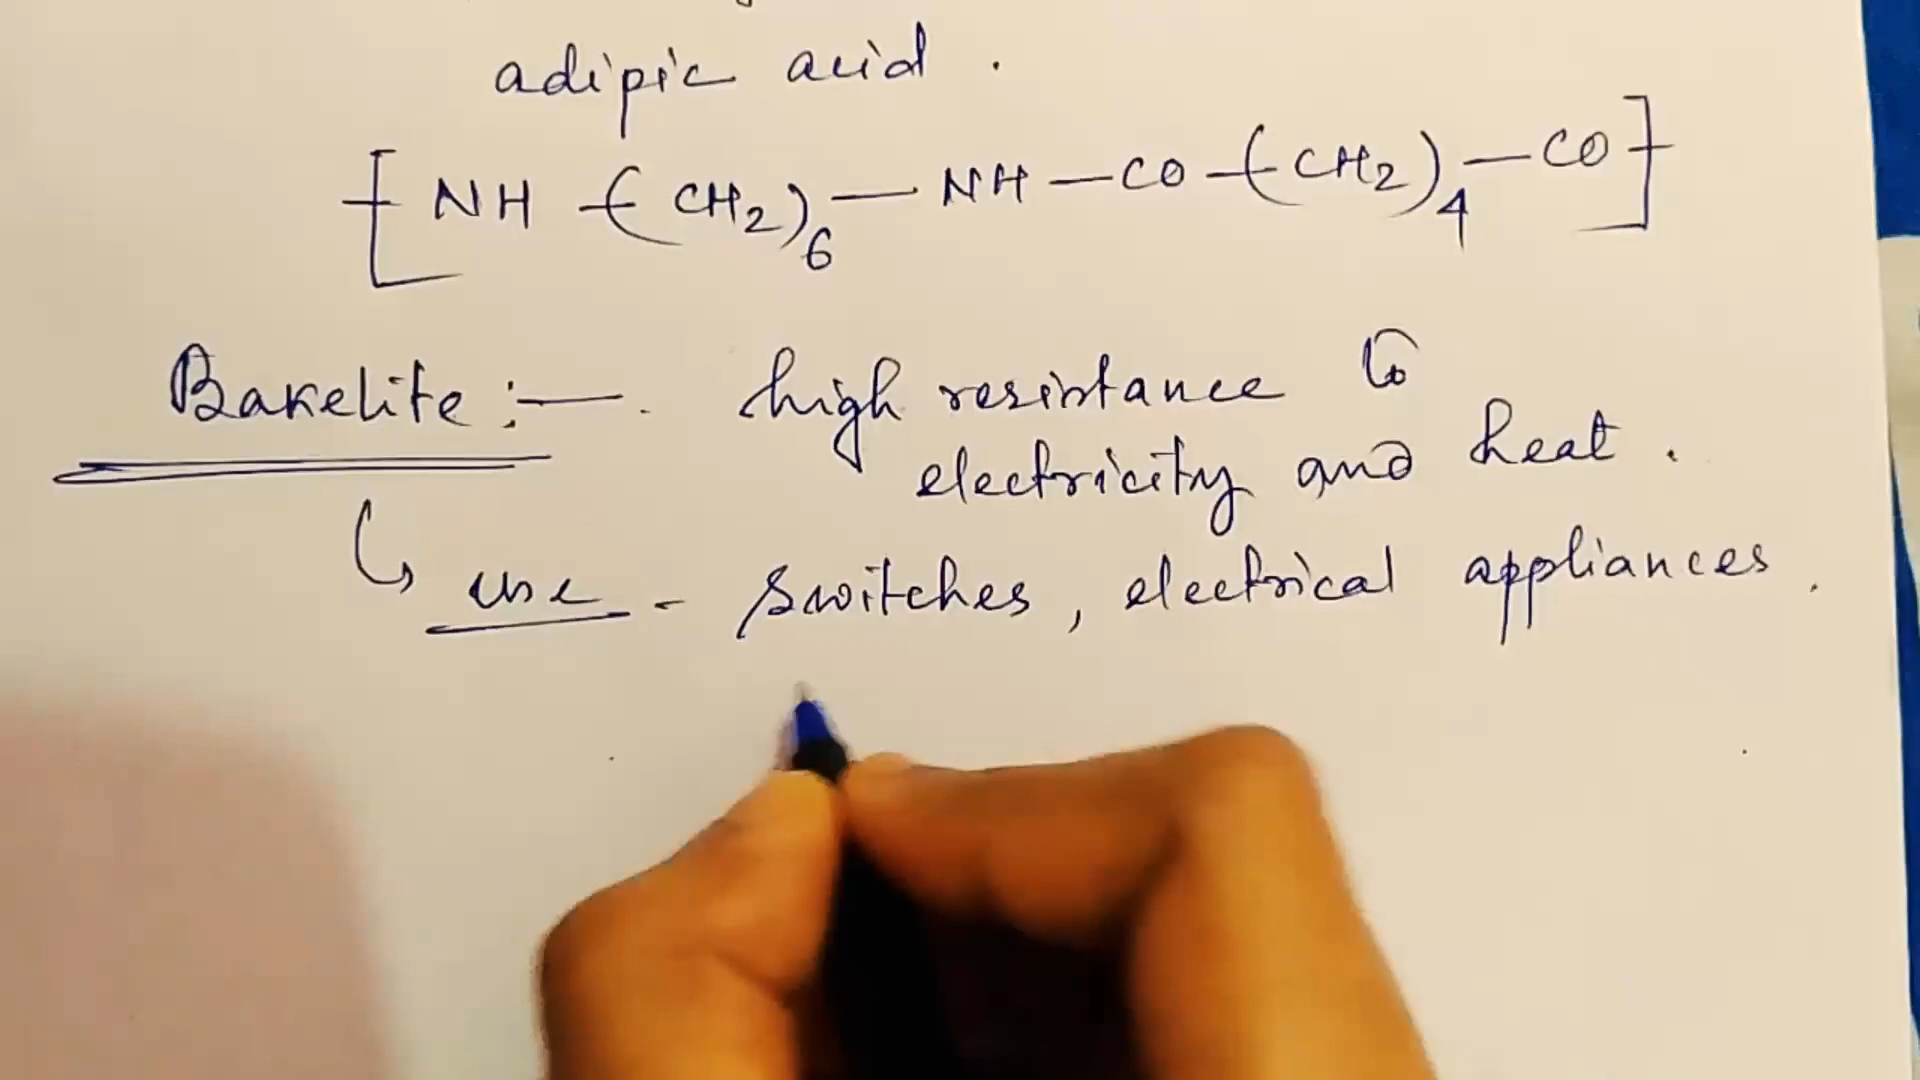 adipic acid .
[ NH ( CH2 )6 — NH — CO — ( CH2 )4 — CO ]
Bakelite :— . high resistance to
electricity and heat .
↳ use - switches , electrical appliances .